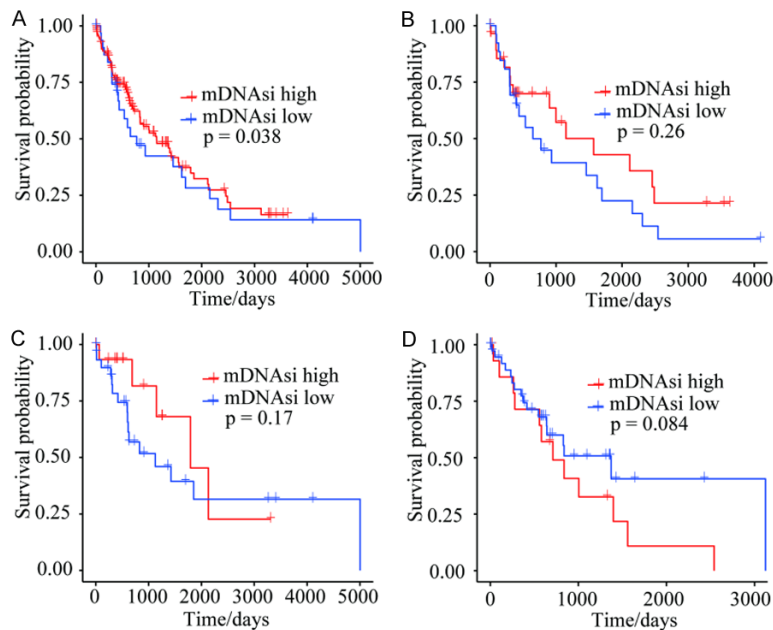 A
Survival probability
1.00
0.75
0.50
0.25
0.00
mDNAsi high
mDNAsi low
p = 0.038
0 1000 2000 3000 4000 5000
Time/days
B
Survival probability
1.00
0.75
0.50
0.25
0.00
mDNAsi high
mDNAsi low
p = 0.26
0 1000 2000 3000 4000
Time/days
C
Survival probability
1.00
0.75
0.50
0.25
0.00
mDNAsi high
mDNAsi low
p = 0.17
0 1000 2000 3000 4000 5000
Time/days
D
Survival probability
1.00
0.75
0.50
0.25
0.00
mDNAsi high
mDNAsi low
p = 0.084
0 1000 2000 3000
Time/days